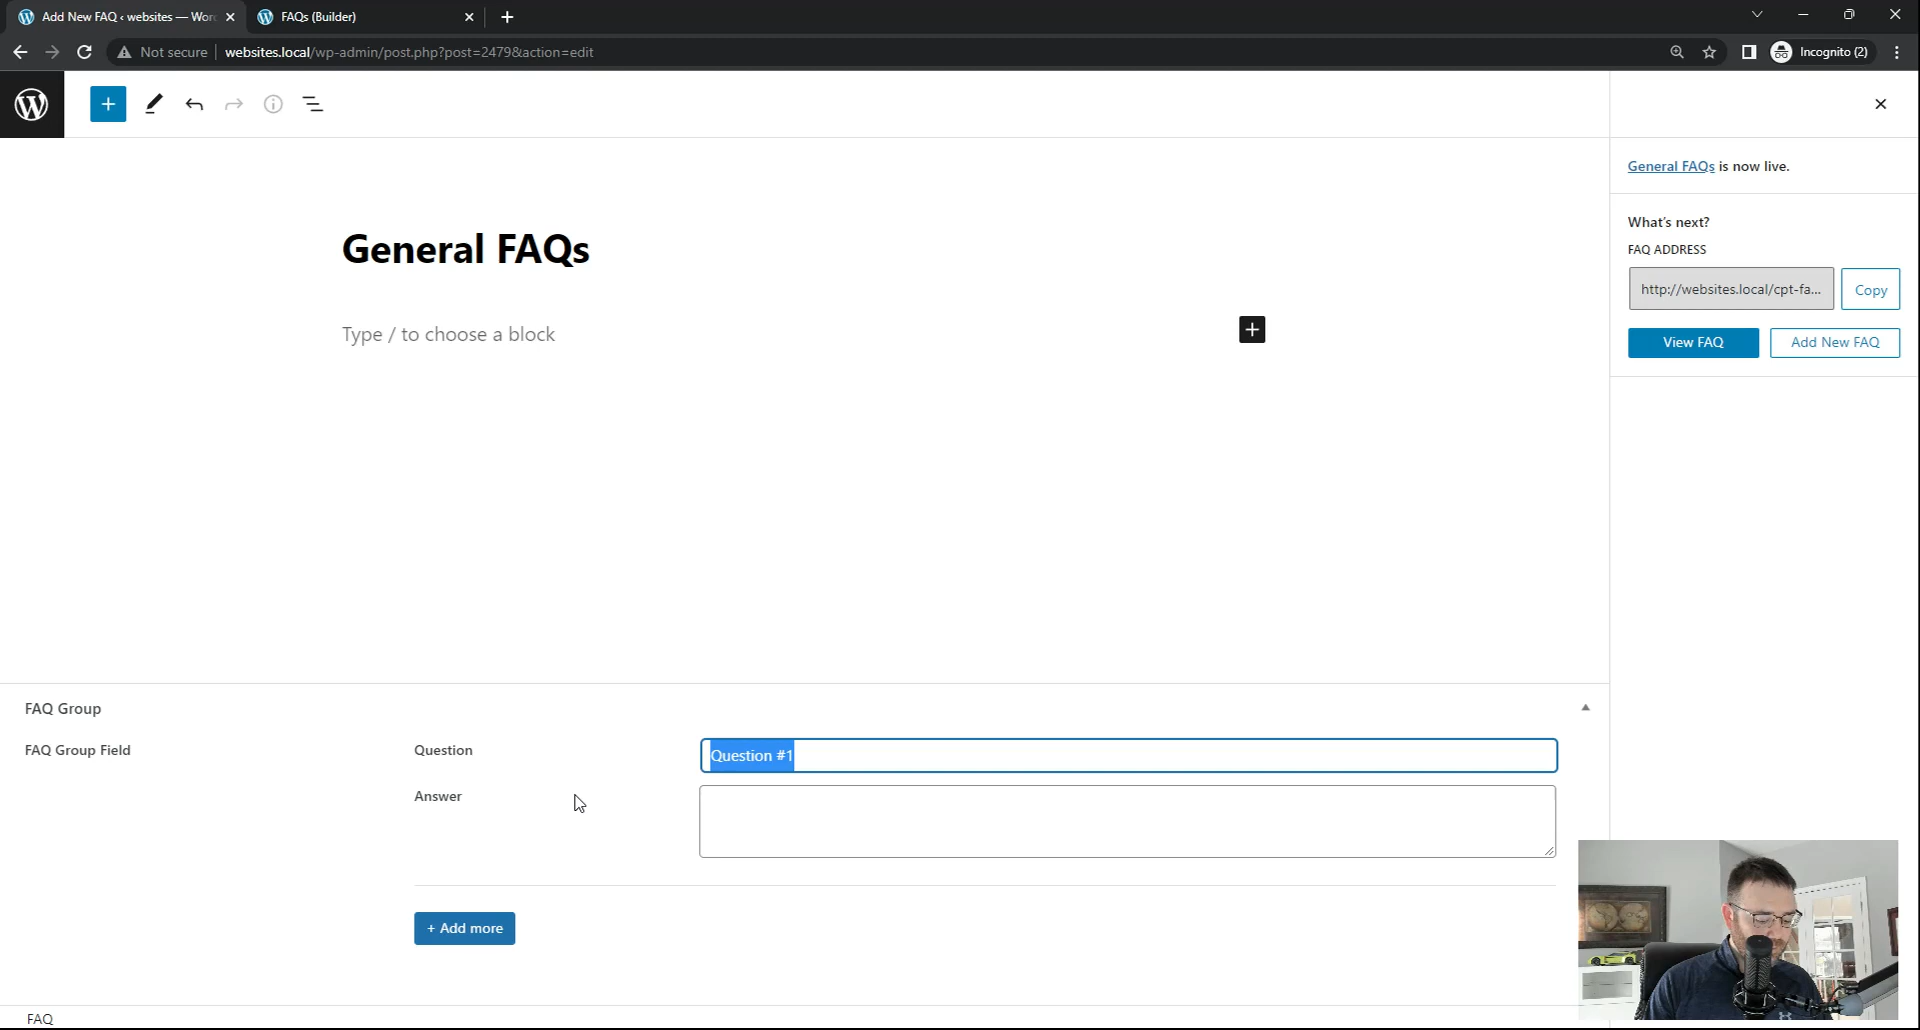 Add New FAQ ‹ websites — Wor
FAQs (Builder)
Not secure
websites.local/wp-admin/post.php?post=2479&action=edit
Incognito (2)
General FAQs is now live.
What's next?
FAQ ADDRESS
http://websites.local/cpt-fa...
Copy
View FAQ
Add New FAQ
General FAQs
Type / to choose a block
FAQ Group
FAQ Group Field
Question
Question #1
Answer
+ Add more
FAQ